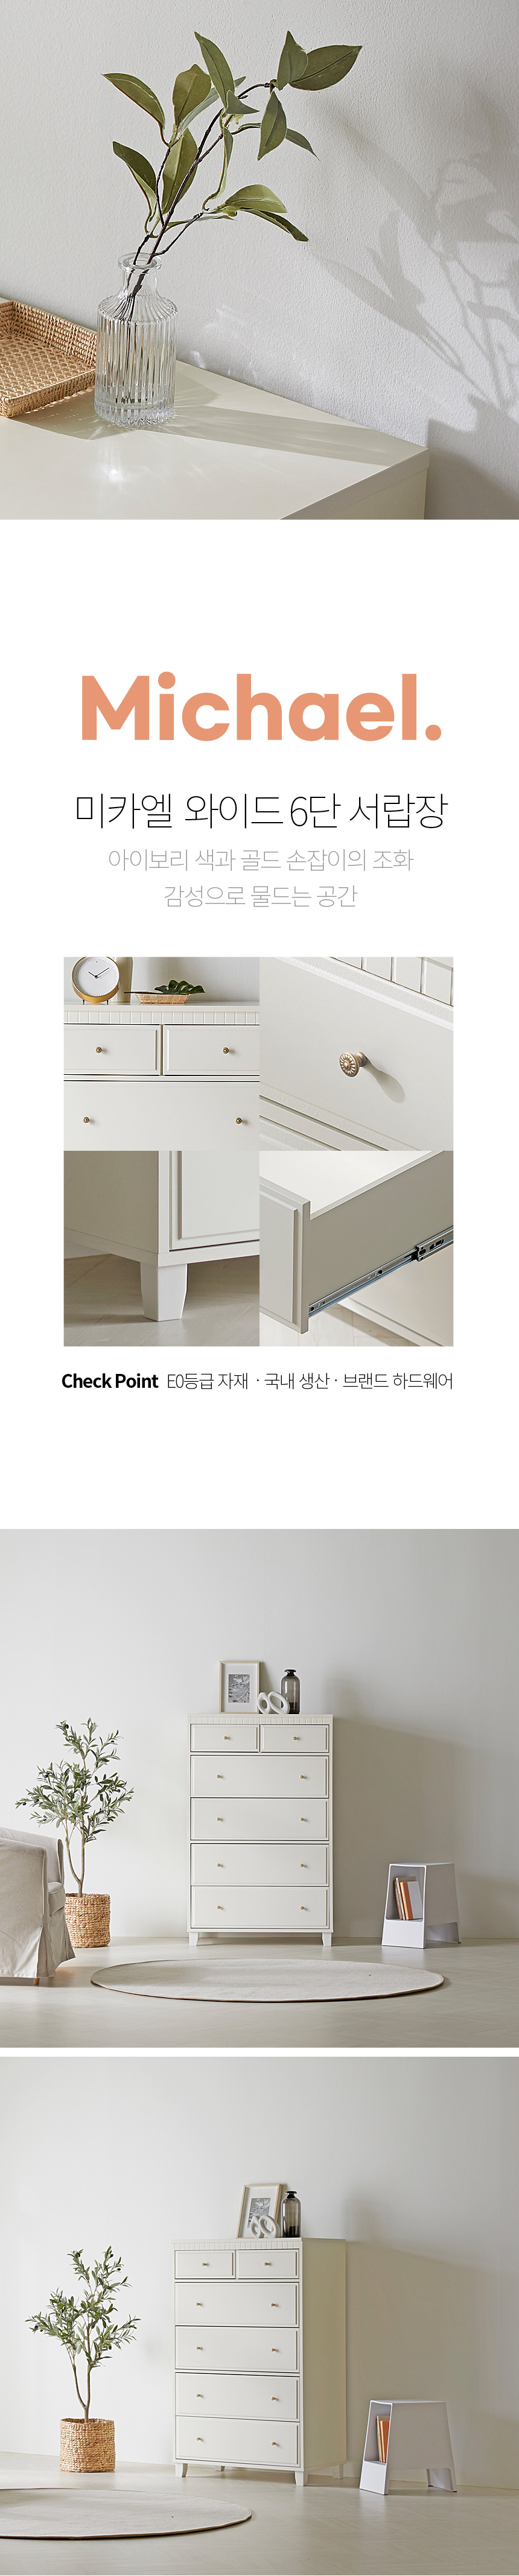 Michael.
미카엘 와이드 6단 서랍장
아이보리 색과 골드 손잡이의 조화
감성으로 물드는 공간
Check Point E0등급 자재 · 국내 생산 · 브랜드 하드웨어